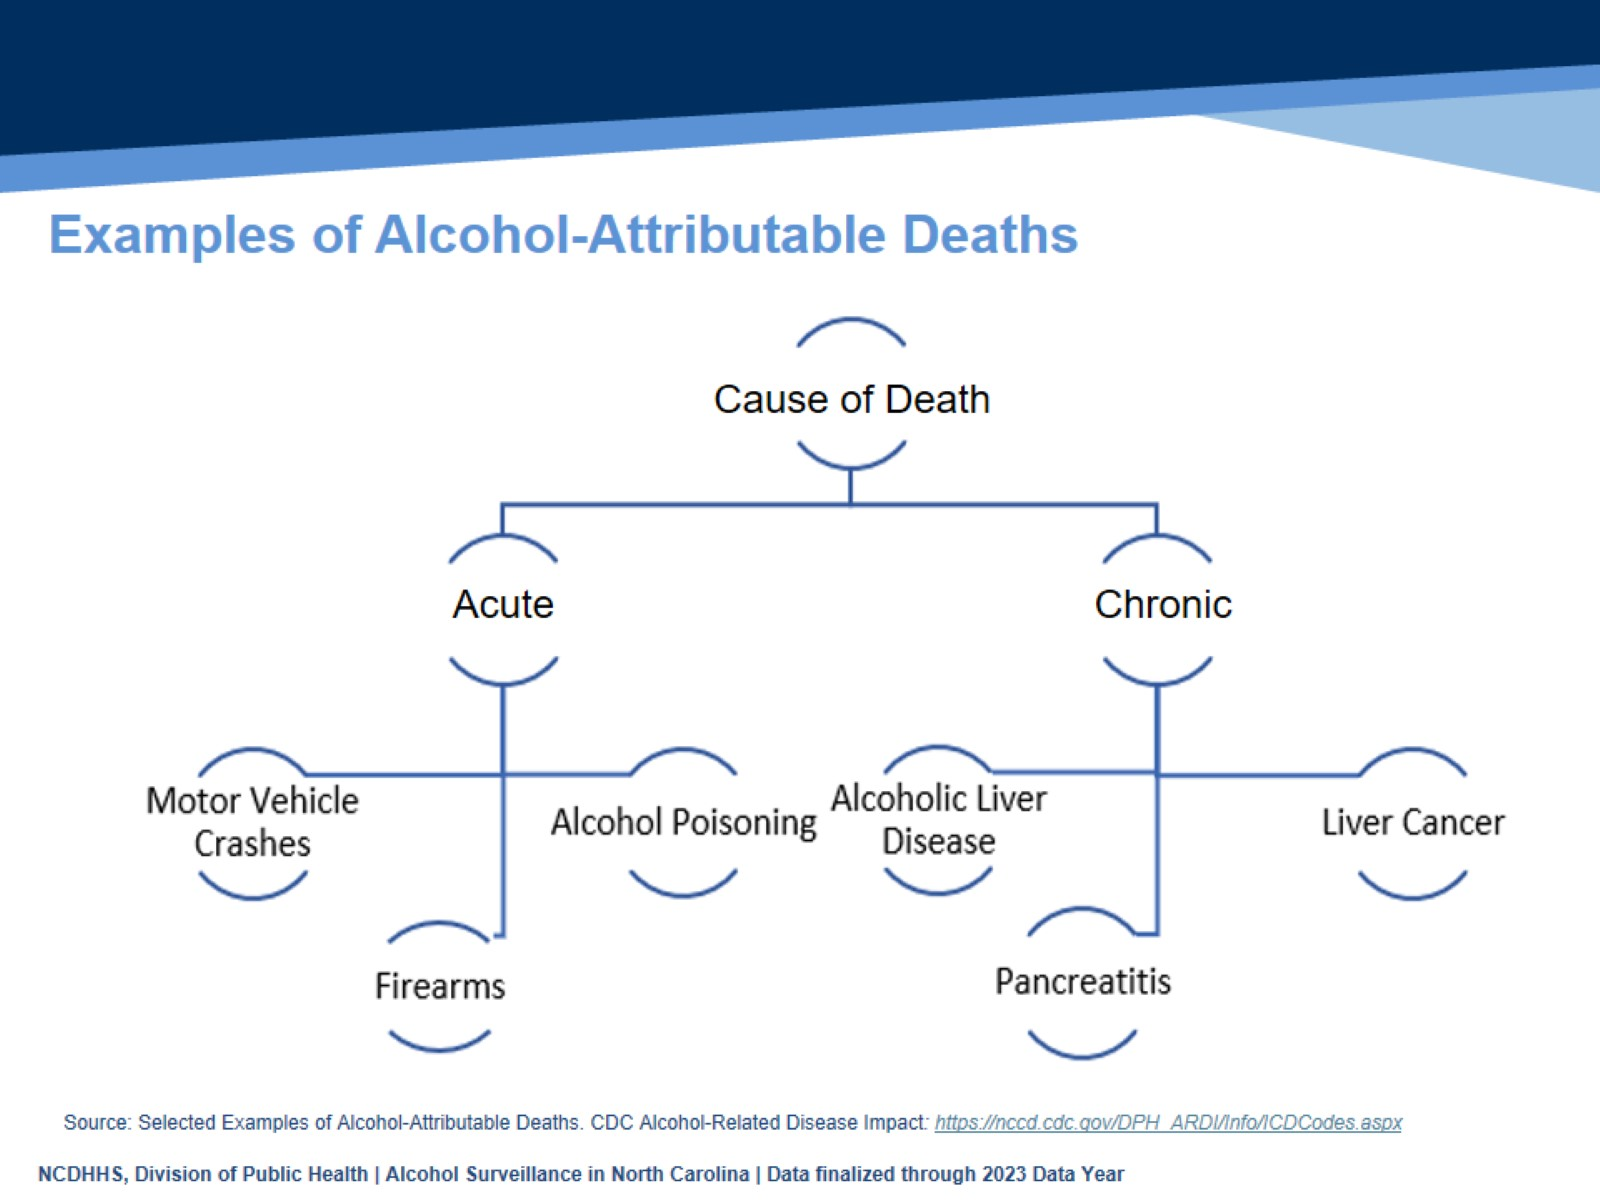 Examples of Alcohol-Attributable Deaths
Cause of Death
Acute
Chronic
Motor Vehicle
Crashes
Alcohol Poisoning
Alcoholic Liver
Disease
Liver Cancer
Firearms
Pancreatitis
Source: Selected Examples of Alcohol-Attributable Deaths. CDC Alcohol-Related Disease Impact: https://nccd.cdc.gov/DPH_ARDI/Info/ICDCodes.aspx
NCDHHS, Division of Public Health | Alcohol Surveillance in North Carolina | Data finalized through 2023 Data Year